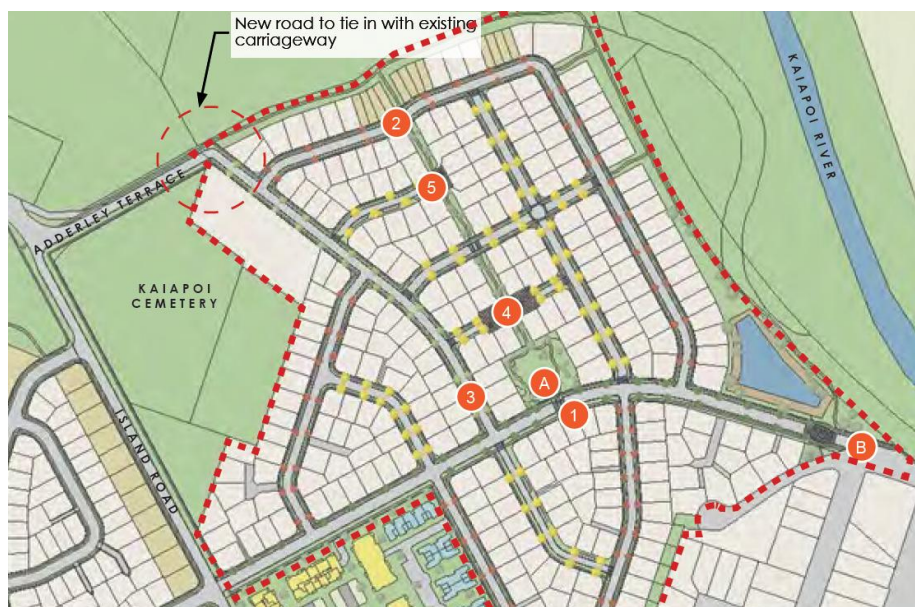 New road to tie in with existing
carriageway
KAIAPOI RIVER
2
ADDERLEY TERRACE
5
KAIAPOI
CEMETERY
4
A
3
1
ISLAND ROAD
B